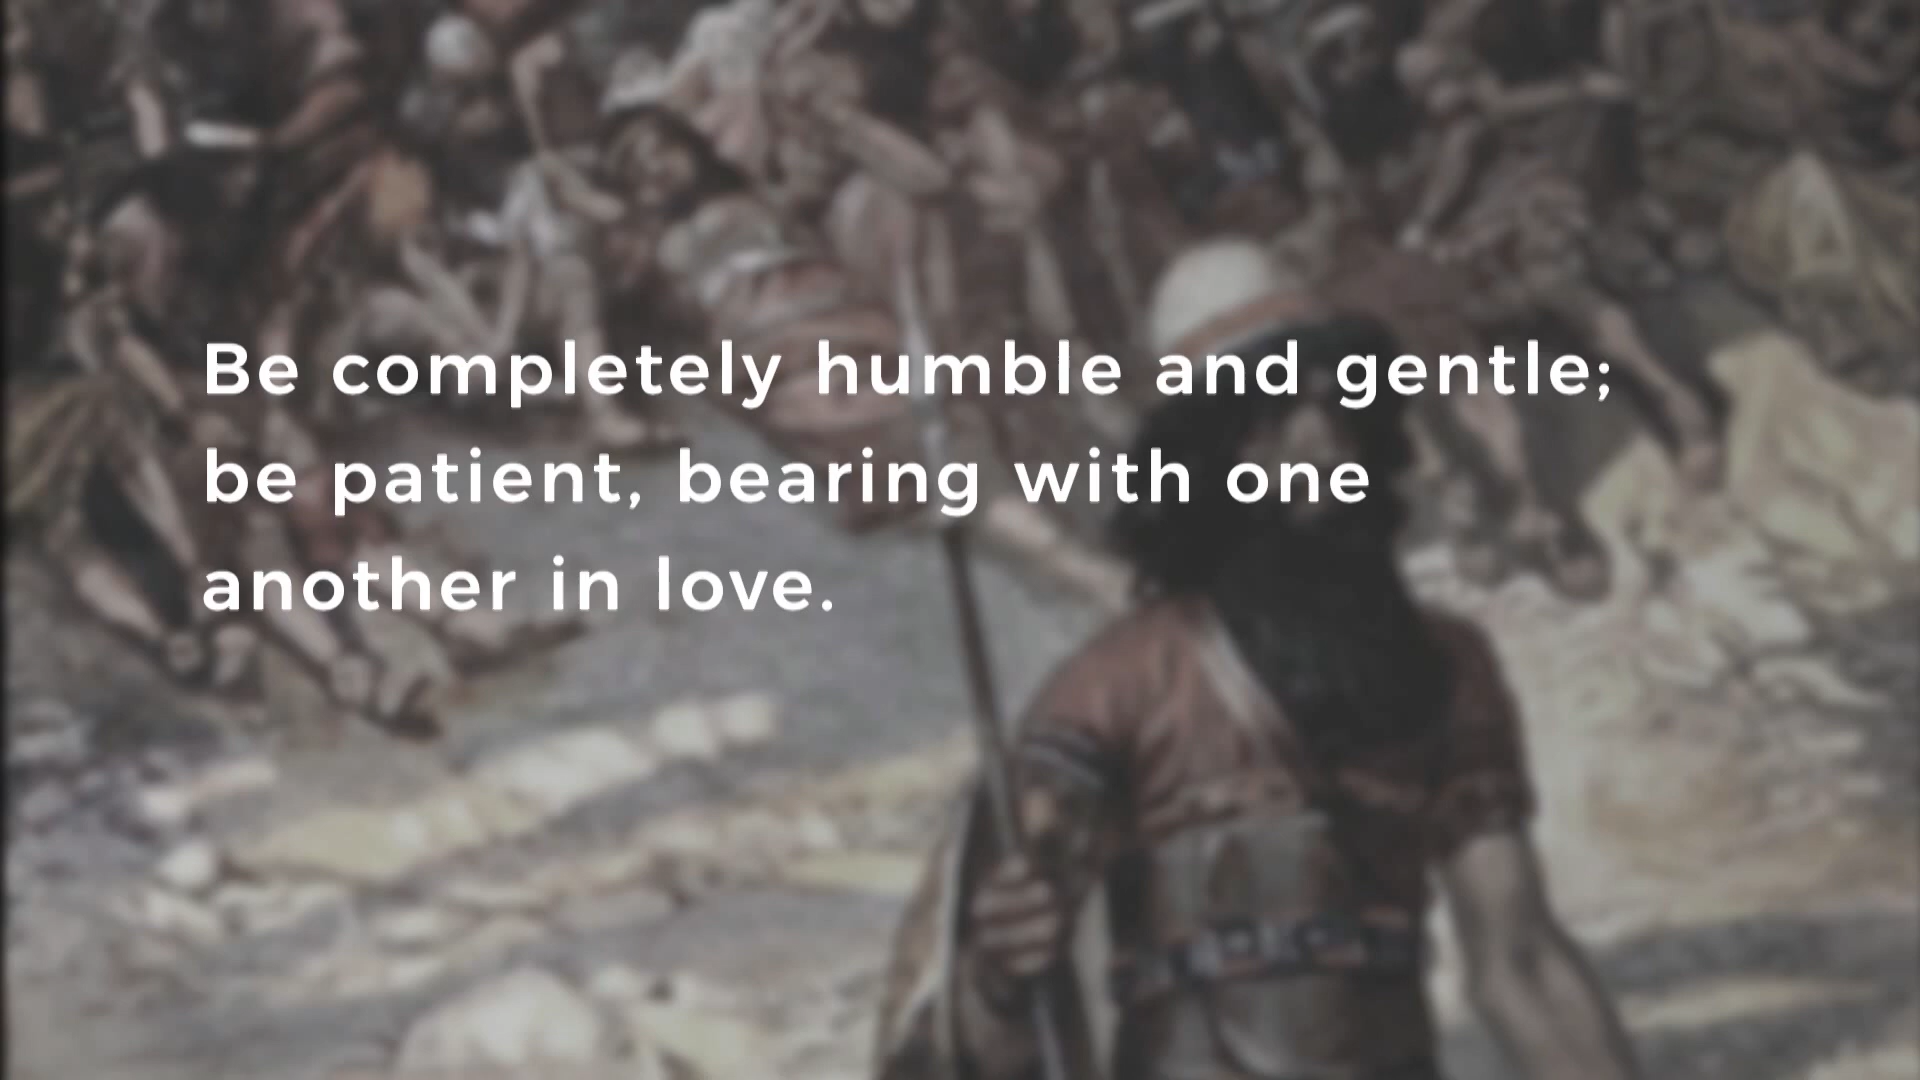 Be completely humble and gentle;
be patient, bearing with one
another in love.